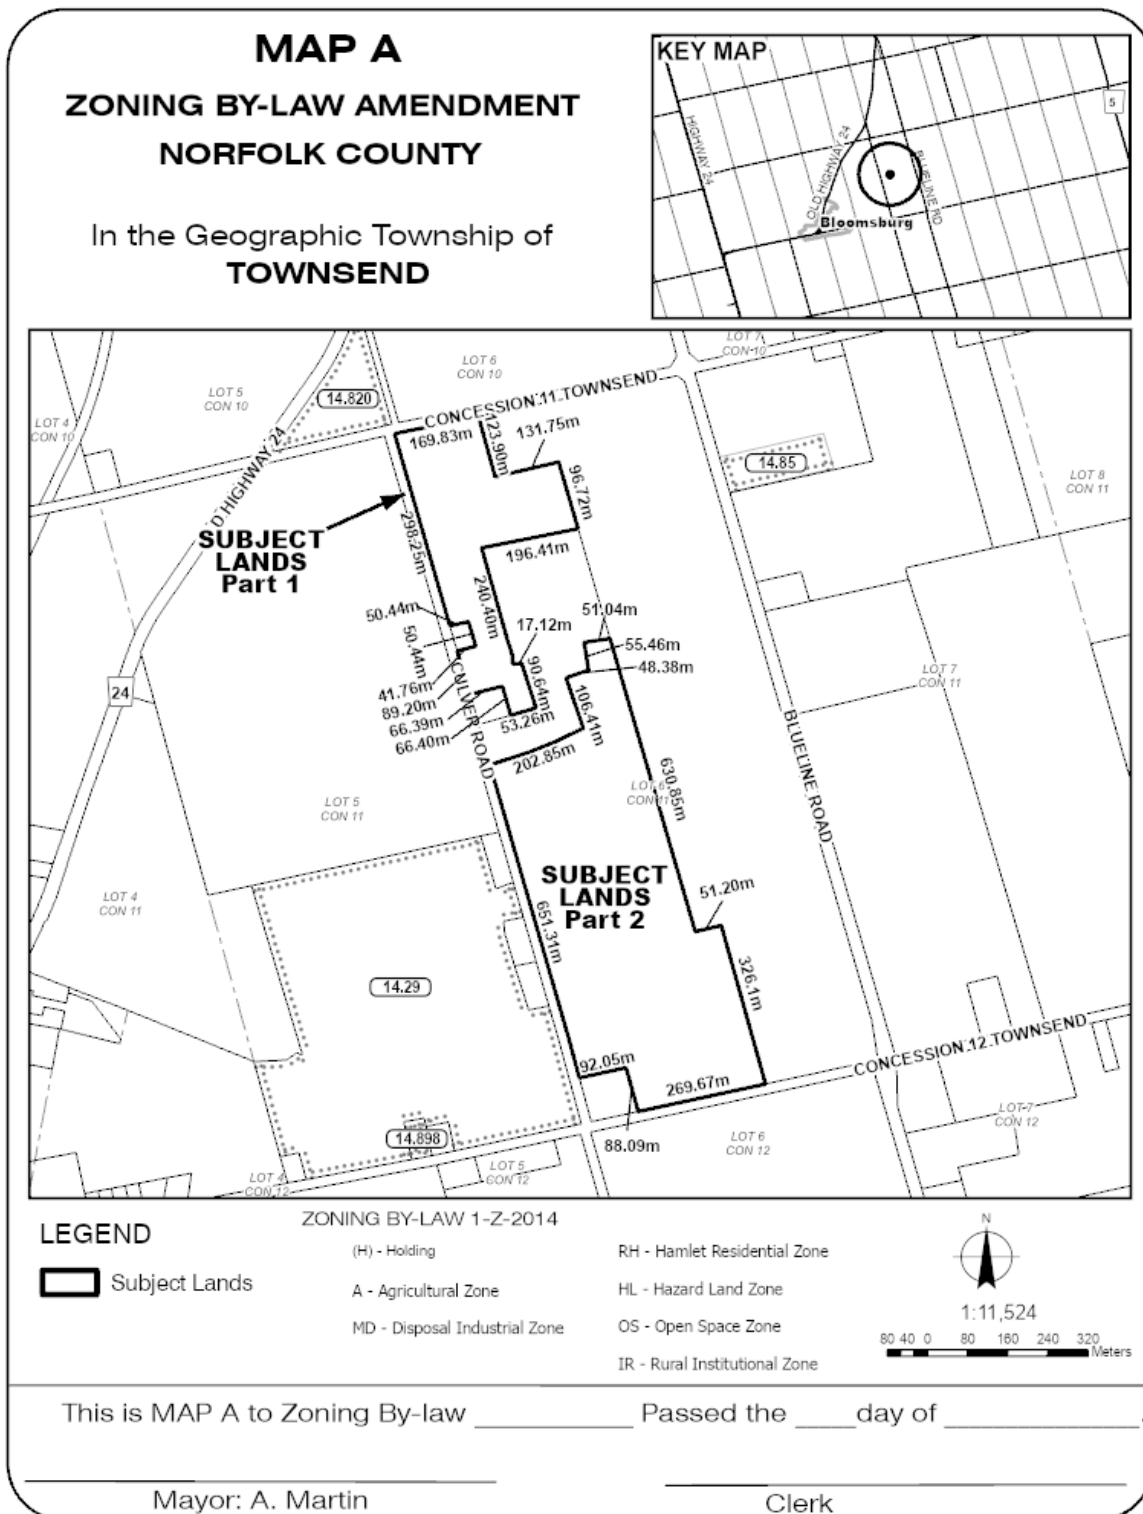 MAP A
ZONING BY-LAW AMENDMENT
NORFOLK COUNTY
In the Geographic Township of
TOWNSEND
KEY MAP
HIGHWAY 24
OLD HIGHWAY 24
BLUELINE RD
5
Bloomsburg
LOT 7
CON 10
LOT 6
CON 10
LOT 5
CON 10
LOT 4
CON 10
14.820
CONCESSION 11 TOWNSEND
169.83m
123.90m
131.75m
96.72m
14.85
LOT 8
CON 11
D HIGHWAY 24
SUBJECT
LANDS
Part 1
298.25m
196.41m
240.40m
50.44m
50.44m
17.12m
51.04m
55.46m
48.38m
41.76m
89.20m
66.39m
66.40m
CULVER ROAD
90.64m
53.26m
106.41m
202.85m
24
LOT 7
CON 11
BLUELINE ROAD
630.85m
LOT 6
CON 11
LOT 5
CON 11
SUBJECT
LANDS
Part 2
51.20m
LOT 4
CON 11
651.31m
326.1m
14.29
92.05m
269.67m
88.09m
CONCESSION 12 TOWNSEND
14.898
LOT 7
CON 12
LOT 6
CON 12
LOT 5
CON 12
LOT 4
CON 12
LEGEND
Subject Lands
ZONING BY-LAW 1-Z-2014
(H) - Holding
A - Agricultural Zone
MD - Disposal Industrial Zone
RH - Hamlet Residential Zone
HL - Hazard Land Zone
OS - Open Space Zone
IR - Rural Institutional Zone
N
1:11,524
80 40 0 80 160 240 320
Meters
This is MAP A to Zoning By-law ____________ Passed the _____day of ______________.
Mayor: A. Martin
Clerk